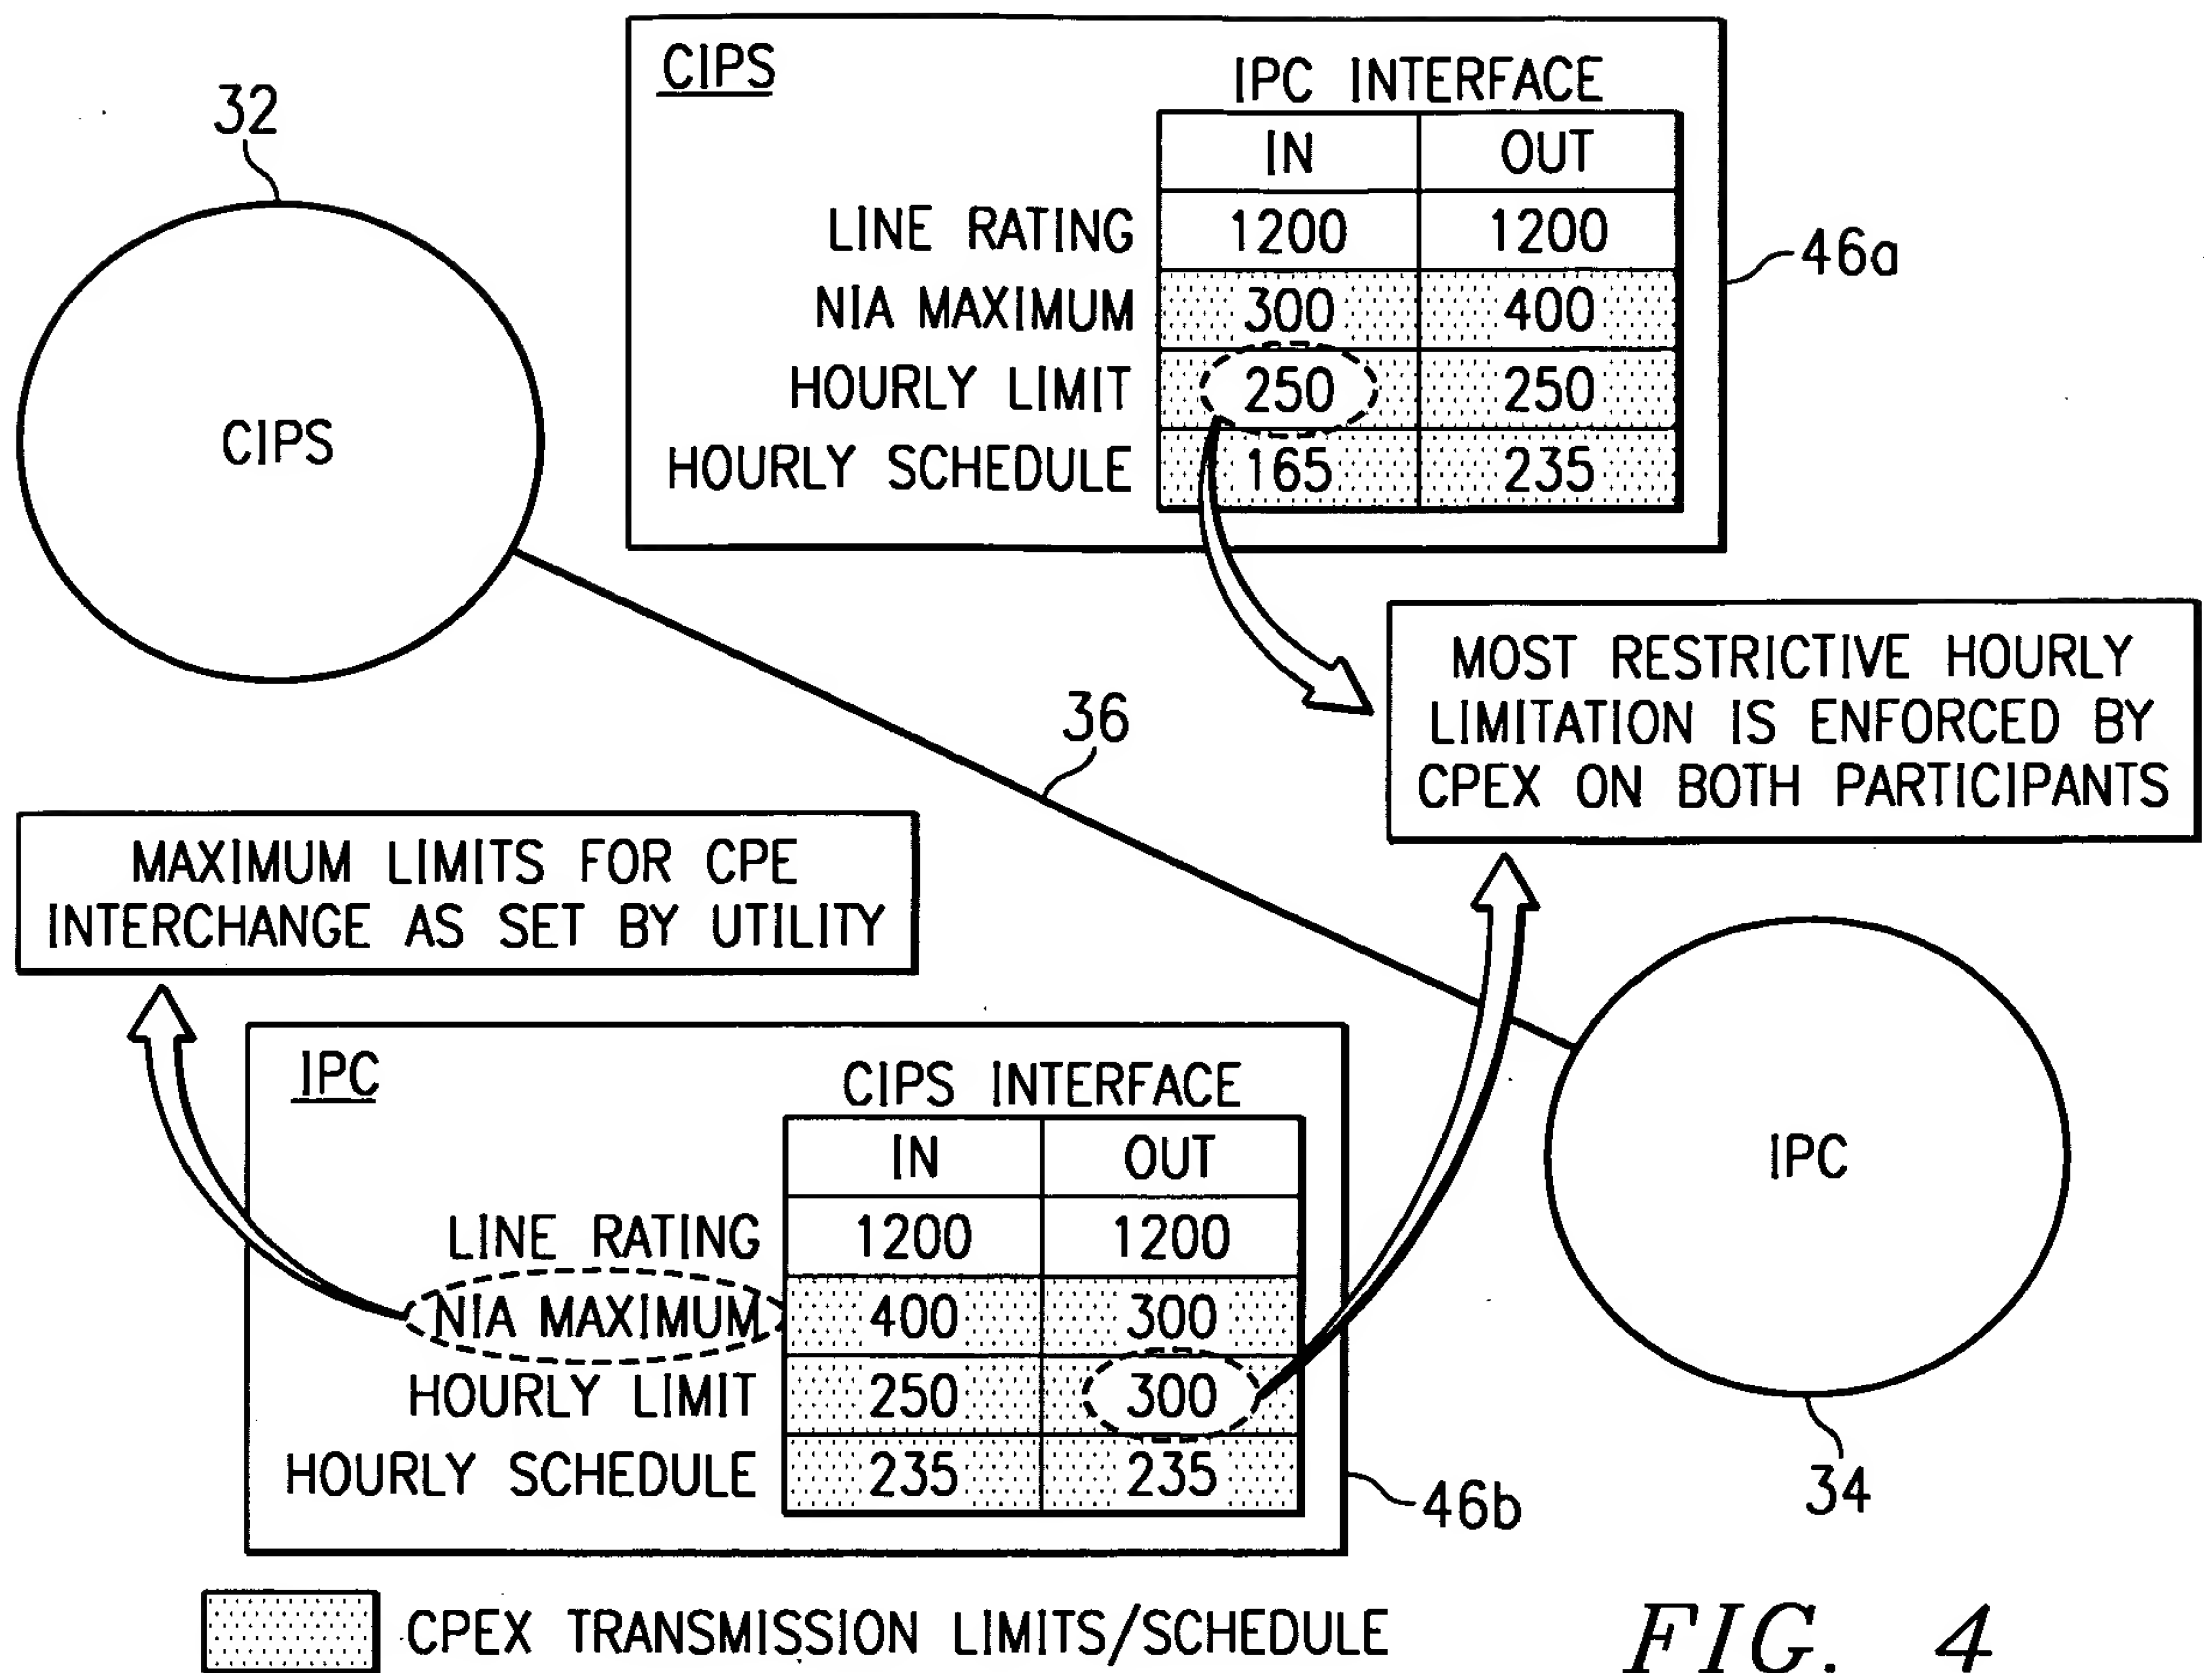 CIPS
IPC INTERFACE
32
IN OUT
LINE RATING 1200 1200
46a
NIA MAXIMUM 300 400
HOURLY LIMIT 250 250
CIPS
HOURLY SCHEDULE 165 235
MOST RESTRICTIVE HOURLY
LIMITATION IS ENFORCED BY
CPEX ON BOTH PARTICIPANTS
36
MAXIMUM LIMITS FOR CPE
INTERCHANGE AS SET BY UTILITY
IPC
CIPS INTERFACE
IN OUT
IPC
LINE RATING 1200 1200
NIA MAXIMUM 400 300
HOURLY LIMIT 250 300
HOURLY SCHEDULE 235 235
46b
34
CPEX TRANSMISSION LIMITS/SCHEDULE
FIG. 4